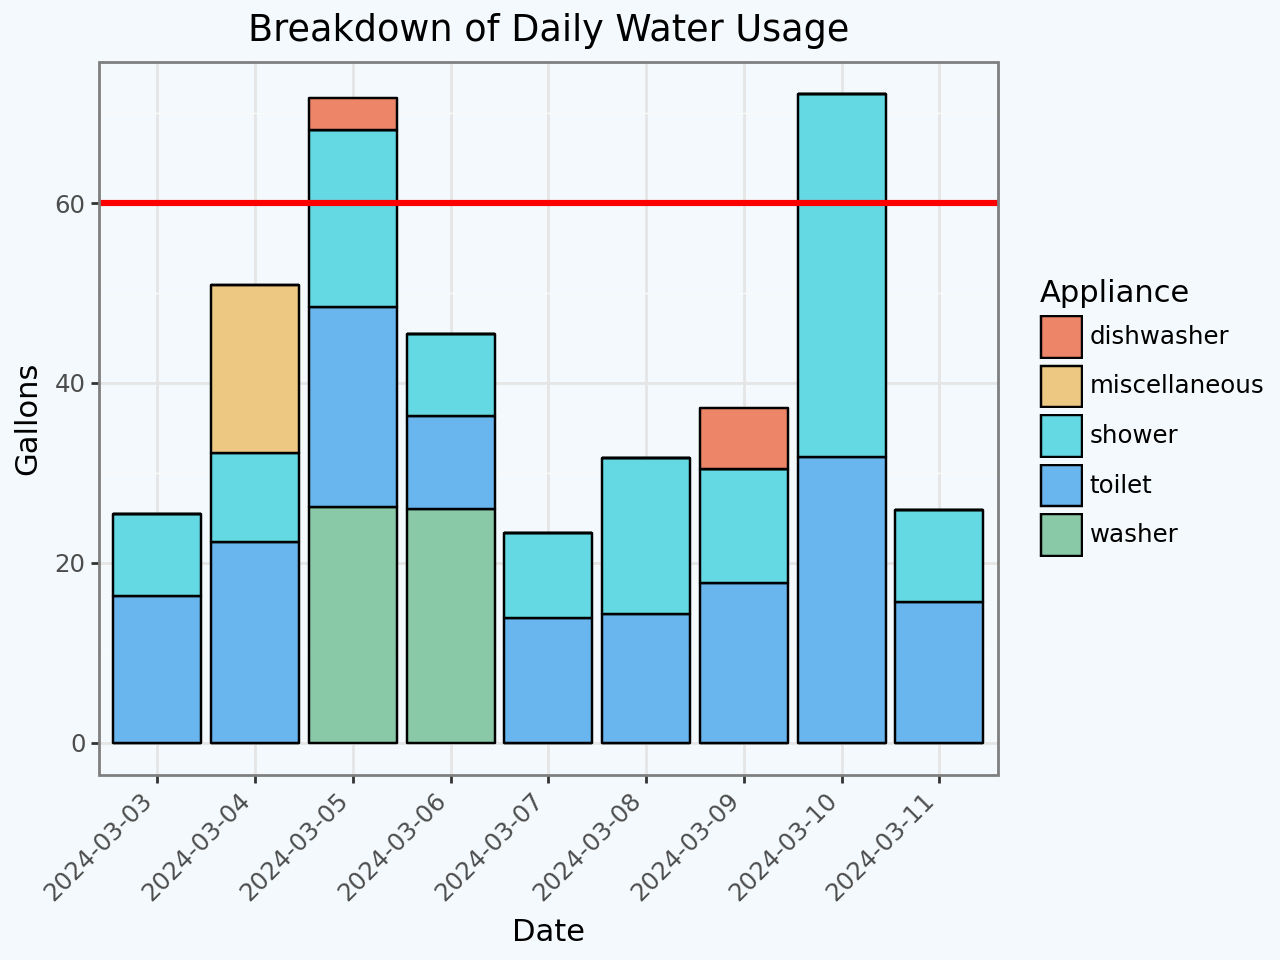 Breakdown of Daily Water Usage
Gallons
60
40
20
0
2024-03-03
2024-03-04
2024-03-05
2024-03-06
2024-03-07
2024-03-08
2024-03-09
2024-03-10
2024-03-11
Date
Appliance
dishwasher
miscellaneous
shower
toilet
washer